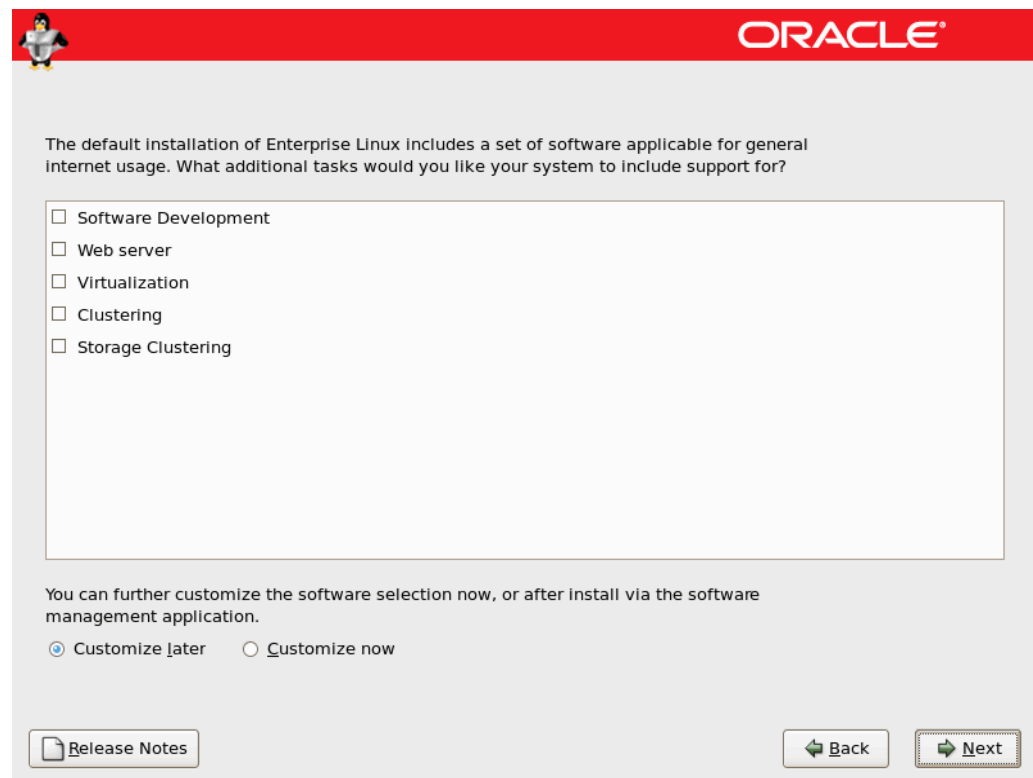 ORACLE®
The default installation of Enterprise Linux includes a set of software applicable for general
internet usage. What additional tasks would you like your system to include support for?
Software Development
Web server
Virtualization
Clustering
Storage Clustering
You can further customize the software selection now, or after install via the software
management application.
Customize later Customize now
Release Notes Back Next